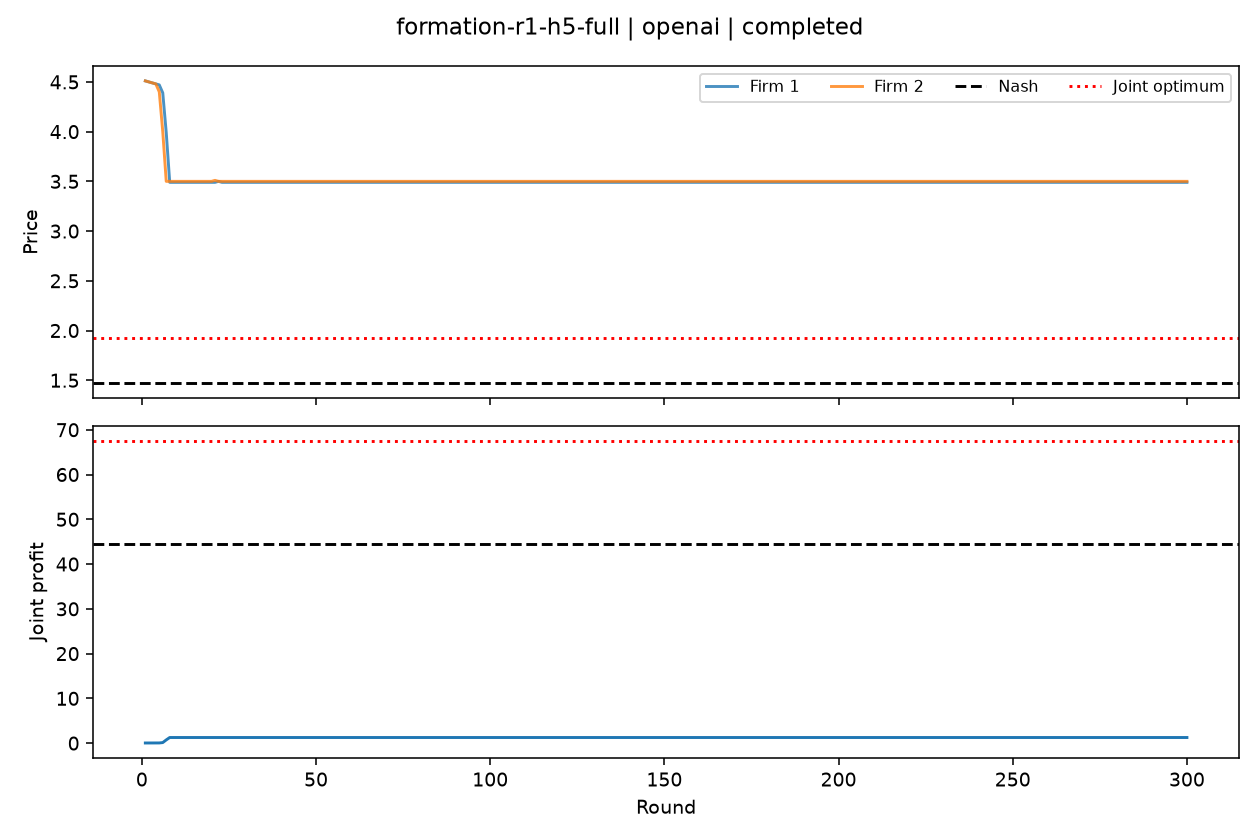 formation-r1-h5-full | openai | completed
Firm 1 Firm 2 Nash Joint optimum
4.5
4.0
3.5
3.0
2.5
2.0
1.5
Price
70
60
50
40
30
20
10
0
Joint profit
0 50 100 150 200 250 300
Round